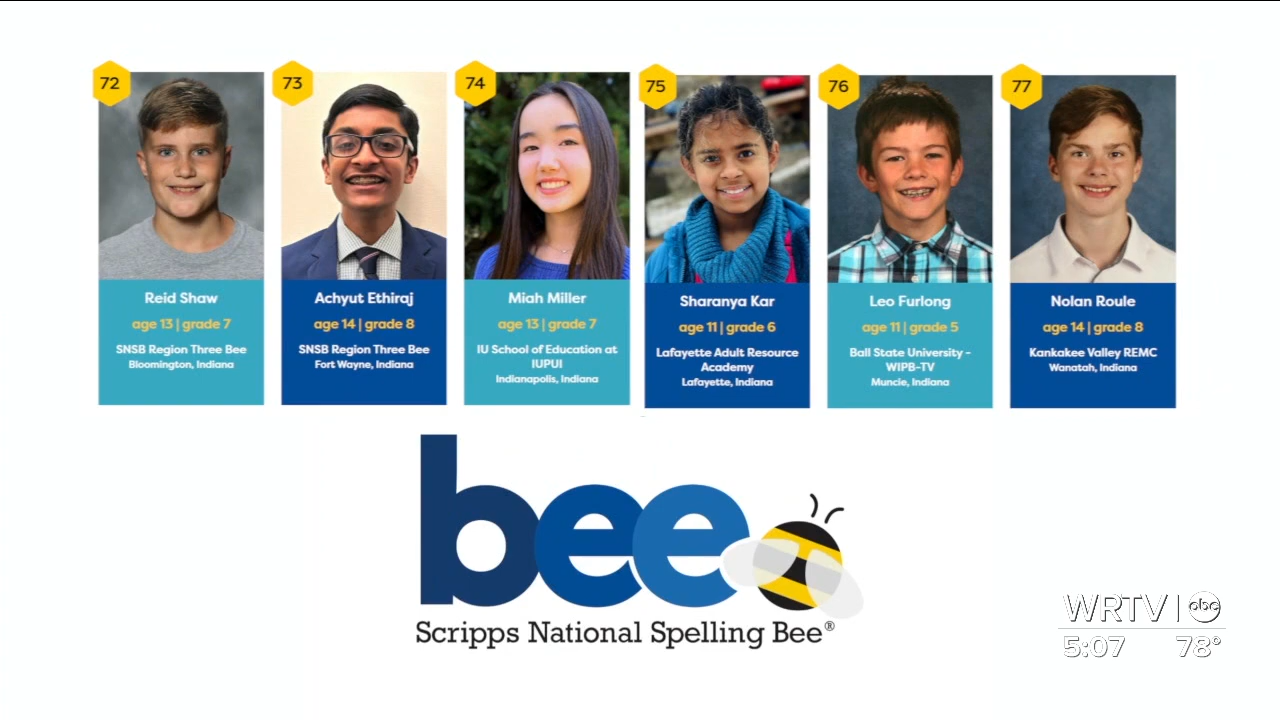 72
Reid Shaw
age 13 | grade 7
SNSB Region Three Bee
Bloomington, Indiana
73
Achyut Ethiraj
age 14 | grade 8
SNSB Region Three Bee
Fort Wayne, Indiana
74
Miah Miller
age 13 | grade 7
IU School of Education at
IUPUI
Indianapolis, Indiana
75
Sharanya Kar
age 11 | grade 6
Lafayette Adult Resource
Academy
Lafayette, Indiana
76
Leo Furlong
age 11 | grade 5
Ball State University -
WIPB-TV
Muncie, Indiana
77
Nolan Roule
age 14 | grade 8
Kankakee Valley REMC
Wanatah, Indiana
bee
Scripps National Spelling Bee®
WRTV | abc
5:07 78°